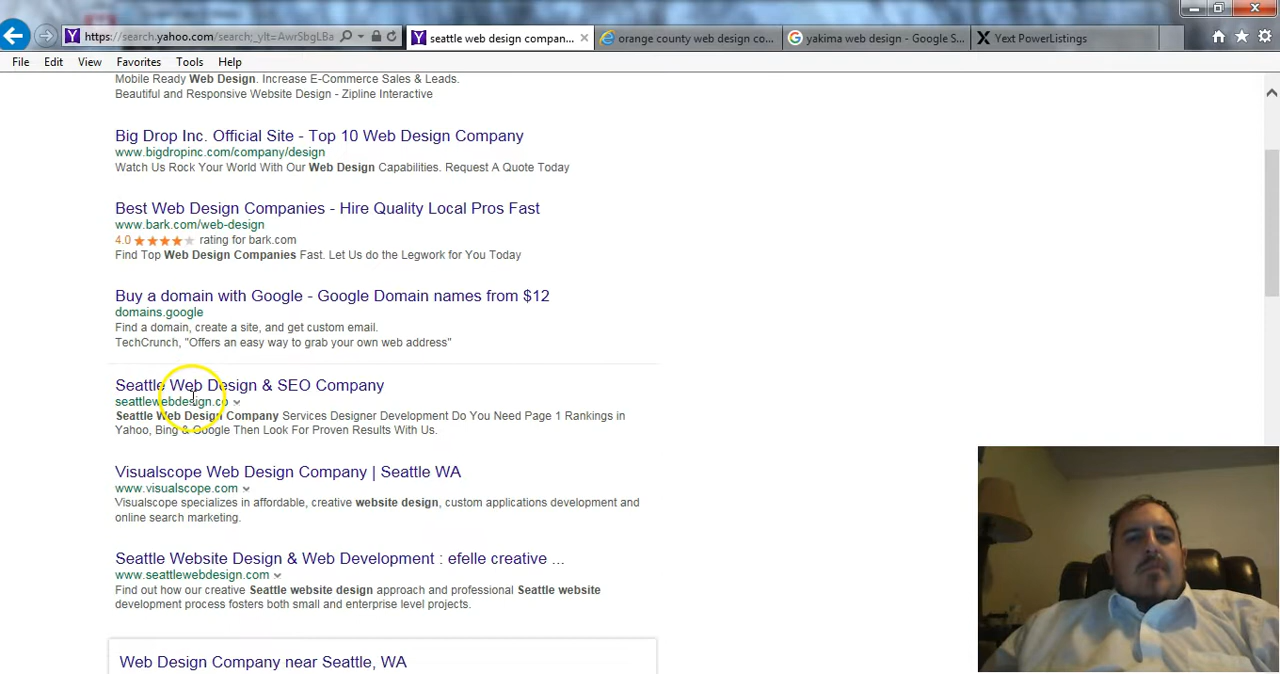 https://search.yahoo.com/search;_ylt=AwrSbgLBa
seattle web design compan...
orange county web design co...
yakima web design - Google S...
Yext PowerListings
File Edit View Favorites Tools Help
Mobile Ready Web Design. Increase E-Commerce Sales & Leads.
Beautiful and Responsive Website Design - Zipline Interactive
Big Drop Inc. Official Site - Top 10 Web Design Company
www.bigdropinc.com/company/design
Watch Us Rock Your World With Our Web Design Capabilities. Request A Quote Today
Best Web Design Companies - Hire Quality Local Pros Fast
www.bark.com/web-design
4.0 ★★★★★ rating for bark.com
Find Top Web Design Companies Fast. Let Us do the Legwork for You Today
Buy a domain with Google - Google Domain names from $12
domains.google
Find a domain, create a site, and get custom email.
TechCrunch, "Offers an easy way to grab your own web address"
Seattle Web Design & SEO Company
seattlewebdesign.co
Seattle Web Design Company Services Designer Development Do You Need Page 1 Rankings in
Yahoo, Bing & Google Then Look For Proven Results With Us.
Visualscope Web Design Company | Seattle WA
www.visualscope.com
Visualscope specializes in affordable, creative website design, custom applications development and
online search marketing.
Seattle Website Design & Web Development : efelle creative ...
www.seattlewebdesign.com
Find out how our creative Seattle website design approach and professional Seattle website
development process fosters both small and enterprise level projects.
Web Design Company near Seattle, WA